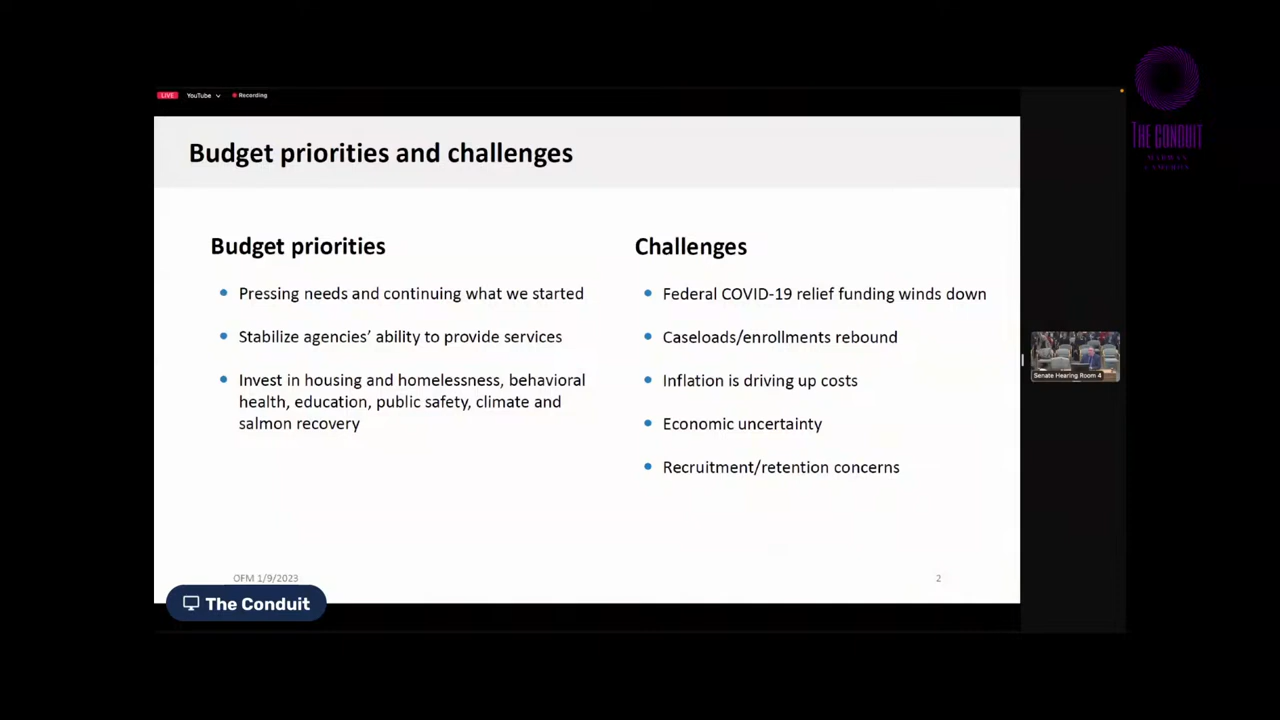 LIVE YouTube Recording
THE CONDUIT
MARMAN
CAMERON
Budget priorities and challenges
Budget priorities
Pressing needs and continuing what we started
Stabilize agencies’ ability to provide services
Invest in housing and homelessness, behavioral
health, education, public safety, climate and
salmon recovery
Challenges
Federal COVID-19 relief funding winds down
Caseloads/enrollments rebound
Inflation is driving up costs
Economic uncertainty
Recruitment/retention concerns
Senate Hearing Room 4
OFM 1/9/2023
2
The Conduit